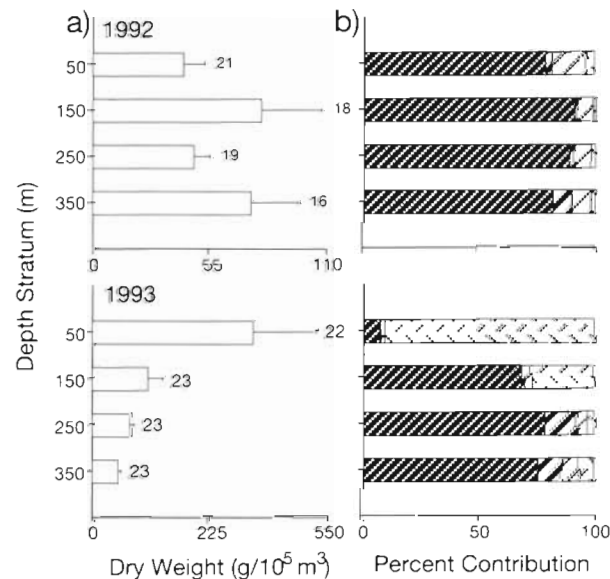 a) 1992 b)
50 21
150 18
250 19
350 16
0 55 110
1993
50 22
150 23
250 23
350 23
0 225 550 0 50 100
Depth Stratum (m)
Dry Weight (g/10⁵ m³) Percent Contribution